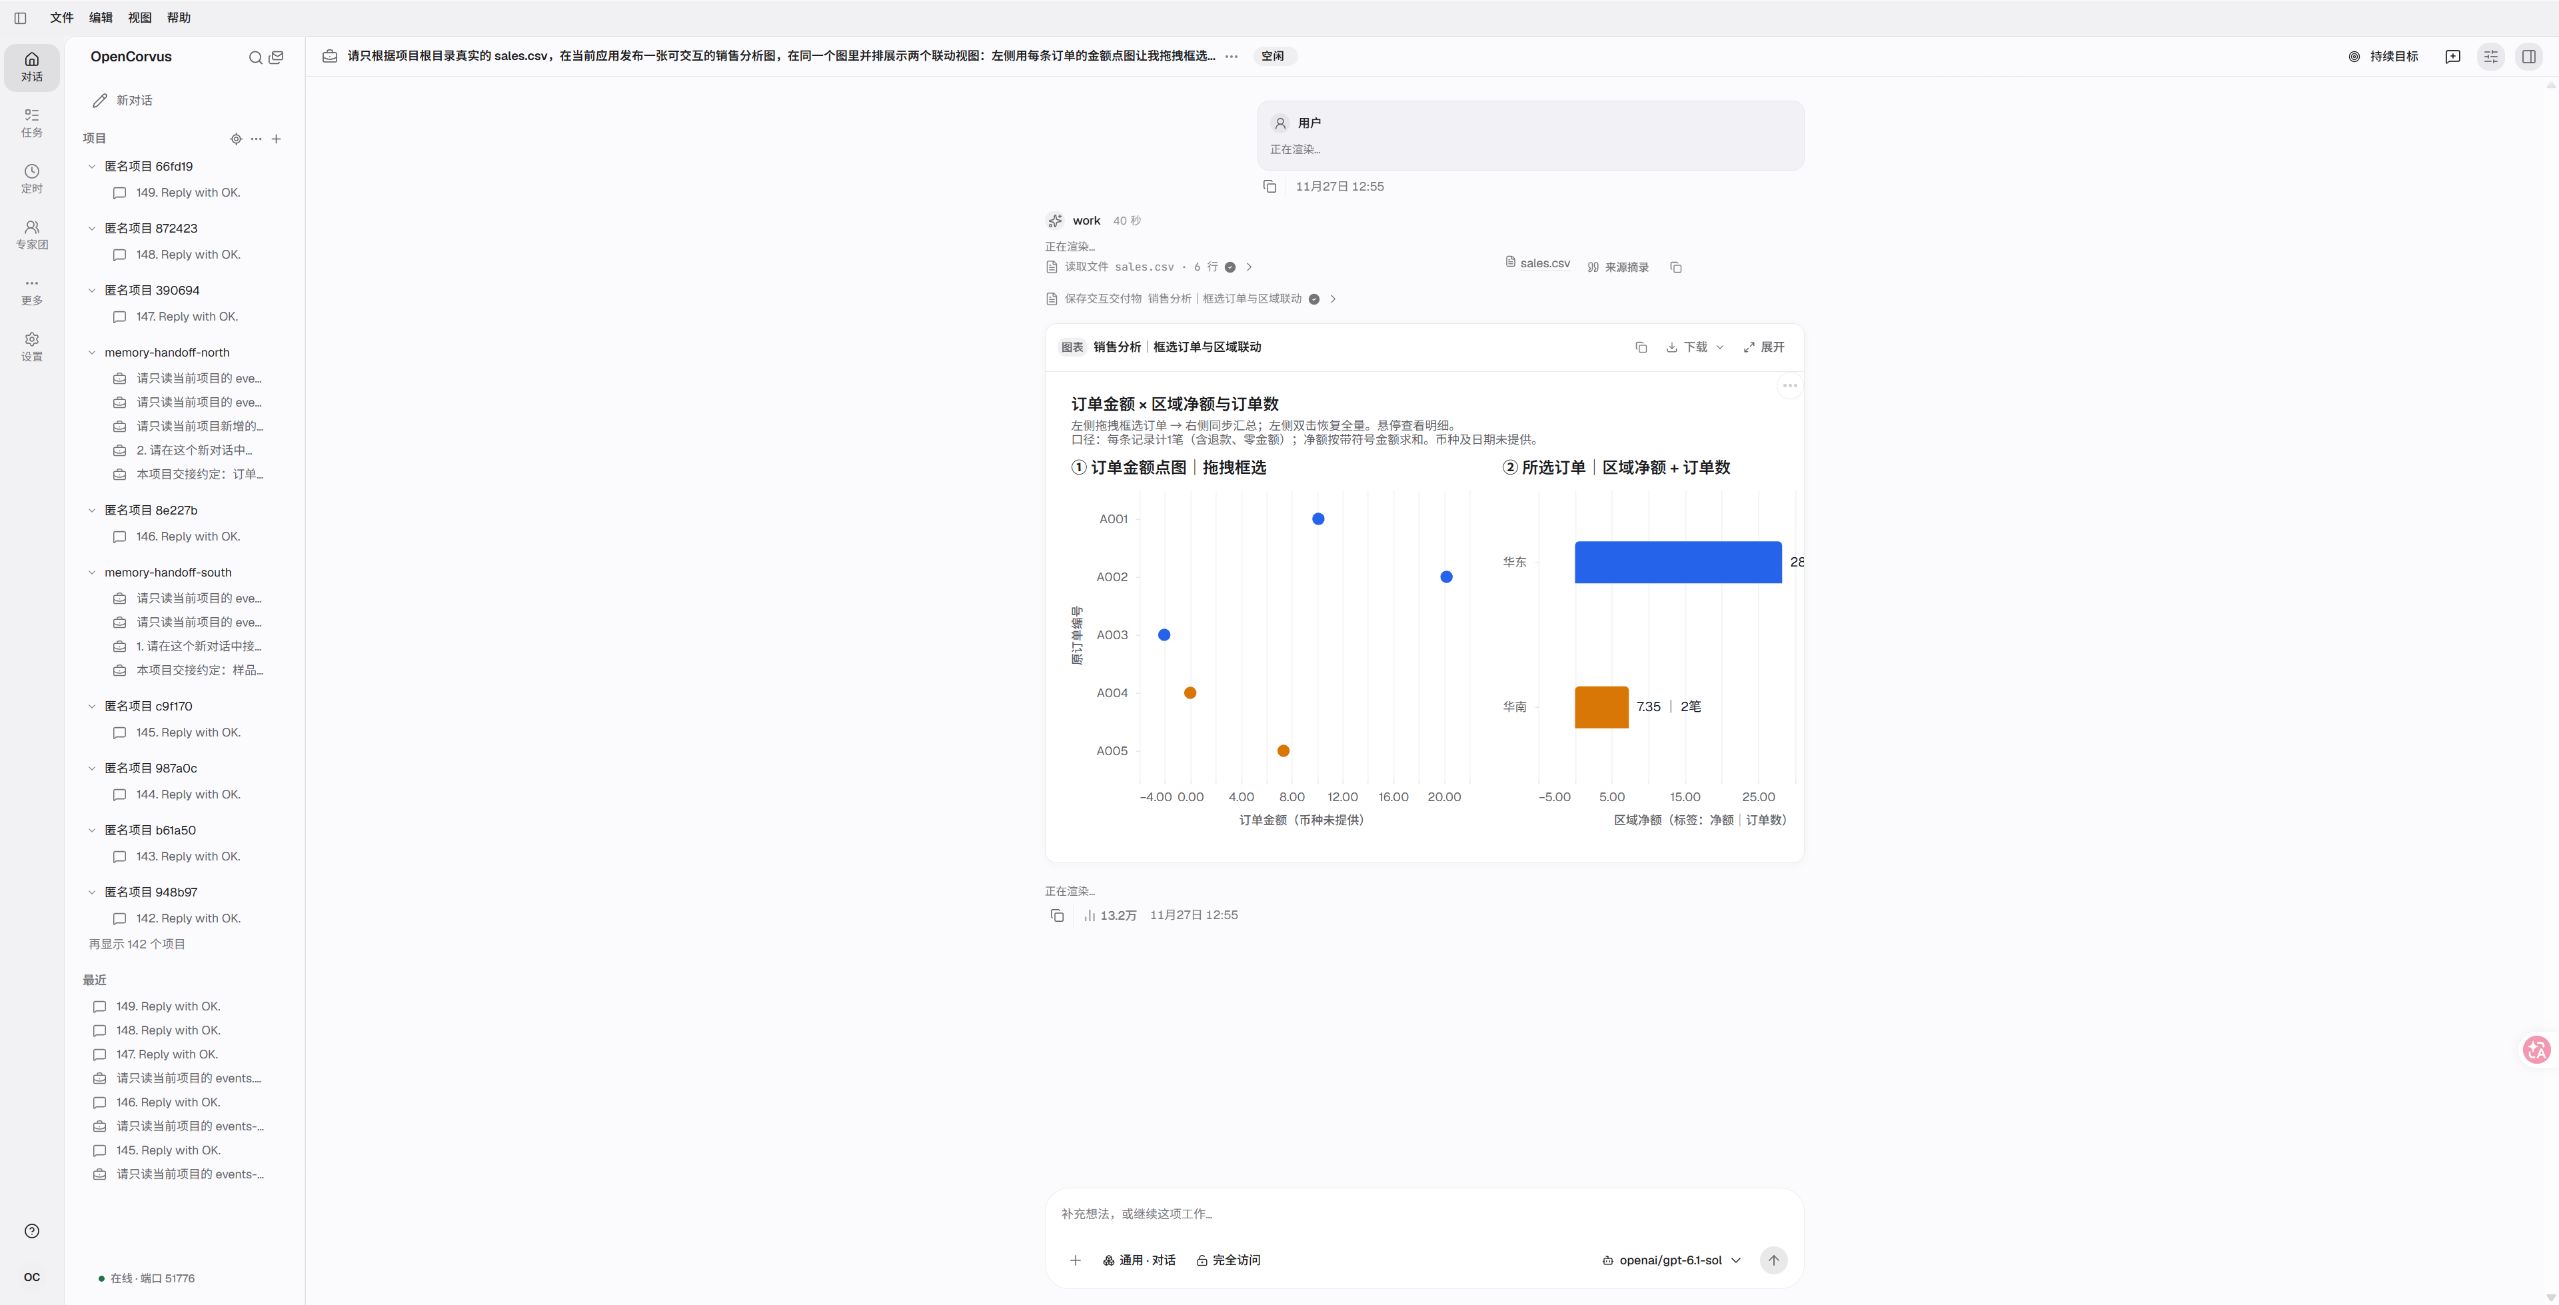 文件 编辑 视图 帮助
对话
任务
定时
专家团
更多
设置
OC
OpenCorvus
新对话
项目
匿名项目 66fd19
149. Reply with OK.
匿名项目 872423
148. Reply with OK.
匿名项目 390694
147. Reply with OK.
memory-handoff-north
请只读当前项目的 eve...
请只读当前项目的 eve...
请只读当前项目新增的...
2. 请在这个新对话中...
本项目交接约定：订单...
匿名项目 8e227b
146. Reply with OK.
memory-handoff-south
请只读当前项目的 eve...
请只读当前项目的 eve...
1. 请在这个新对话中接...
本项目交接约定：样品...
匿名项目 c9f170
145. Reply with OK.
匿名项目 987a0c
144. Reply with OK.
匿名项目 b61a50
143. Reply with OK.
匿名项目 948b97
142. Reply with OK.
再显示 142 个项目
最近
149. Reply with OK.
148. Reply with OK.
147. Reply with OK.
请只读当前项目的 events....
146. Reply with OK.
请只读当前项目的 events-...
145. Reply with OK.
请只读当前项目的 events-...
在线 · 端口 51776
请只根据项目根目录真实的 sales.csv，在当前应用发布一张可交互的销售分析图，在同一个图里并排展示两个联动视图：左侧用每条订单的金额点图让我拖拽框选... 空闲
持续目标
用户
正在渲染...
11月27日 12:55
work 40 秒
正在渲染...
读取文件 sales.csv · 6 行
sales.csv 来源摘录
保存交互交付物 销售分析｜框选订单与区域联动
图表 销售分析｜框选订单与区域联动 下载 展开
订单金额 × 区域净额与订单数
左侧拖拽框选订单 → 右侧同步汇总；左侧双击恢复全量。悬停查看明细。
口径：每条记录计1笔（含退款、零金额）；净额按带符号金额求和。币种及日期未提供。
① 订单金额点图｜拖拽框选
原订单编号
A001
A002
A003
A004
A005
−4.00 0.00 4.00 8.00 12.00 16.00 20.00
订单金额（币种未提供）
② 所选订单｜区域净额 + 订单数
华东 28
华南 7.35 ｜ 2笔
−5.00 5.00 15.00 25.00
区域净额（标签：净额｜订单数）
正在渲染...
13.2万 11月27日 12:55
补充想法，或继续这项工作...
通用 · 对话 完全访问 openai/gpt-6.1-sol